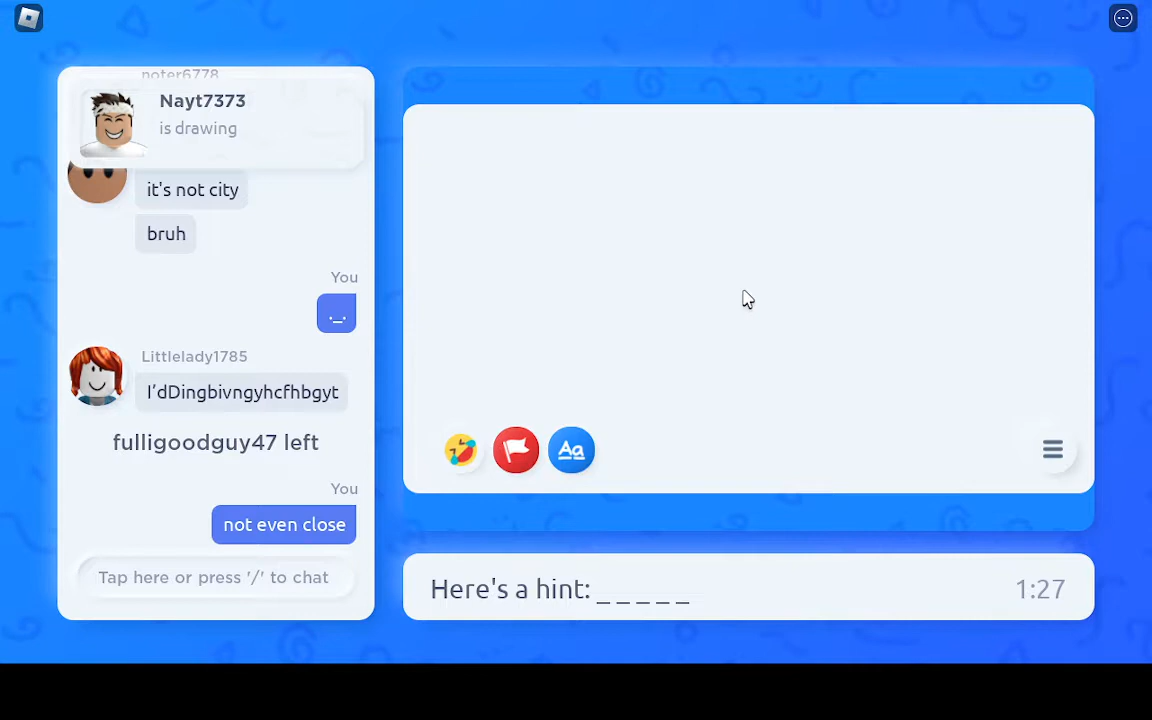 noter6778
Nayt7373
is drawing
it's not city
bruh
You
._.
Littlelady1785
I'dDingbivngyhcfhbgyt
fulligoodguy47 left
You
not even close
Tap here or press '/' to chat
Aa
Here's a hint: _ _ _ _ _
1:27